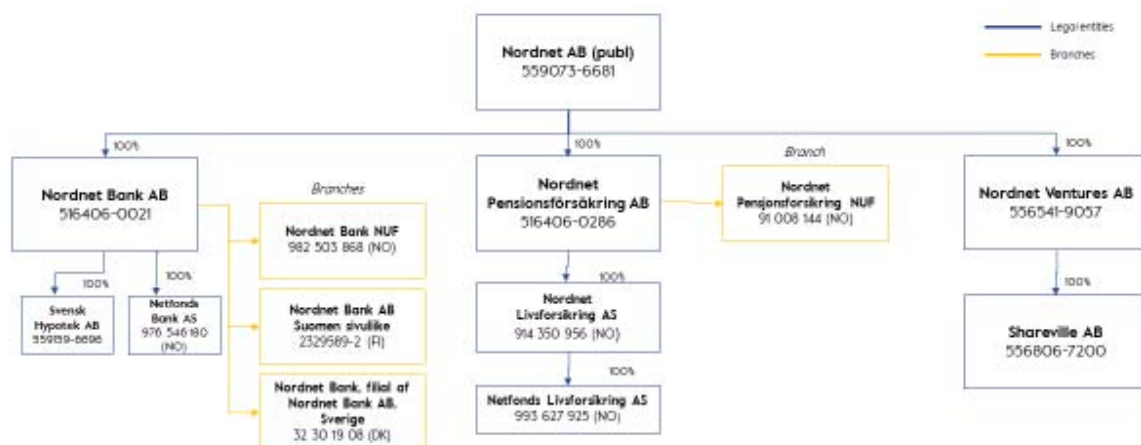 Nordnet AB (publ)
559073-6681
Legal entities
Branches
100%
100%
100%
Nordnet Bank AB
516406-0021
Branches
Nordnet
Pensionsförsäkring AB
516406-0286
Branch
Nordnet
Pensjonsforsikring NUF
91 008 144 (NO)
Nordnet Ventures AB
556541-9057
Nordnet Bank NUF
982 503 868 (NO)
100%
100%
100%
100%
Svensk
Hypotek AB
559139-6696
Netfonds
Bank AS
976 546 180
(NO)
Nordnet Bank AB
Suomen sivuliike
2329589-2 (FI)
Nordnet
Livsforsikring AS
914 350 956 (NO)
Shareville AB
556806-7200
100%
Nordnet Bank, filial af
Nordnet Bank AB,
Sverige
32 30 19 08 (DK)
Netfonds Livsforsikring AS
993 627 925 (NO)